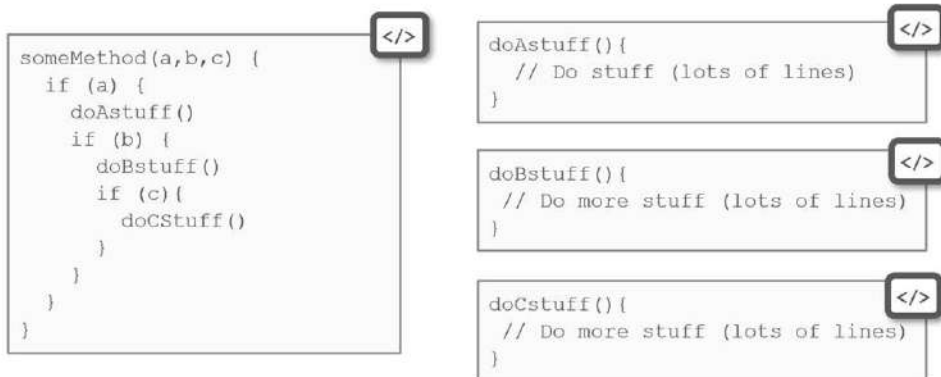 </>
someMethod(a,b,c) {
  if (a) {
    doAstuff()
    if (b) {
      doBstuff()
      if (c){
        doCStuff()
      }
    }
  }
}
</>
doAstuff(){
  // Do stuff (lots of lines)
}
</>
doBstuff(){
 // Do more stuff (lots of lines)
}
</>
doCstuff(){
 // Do more stuff (lots of lines)
}